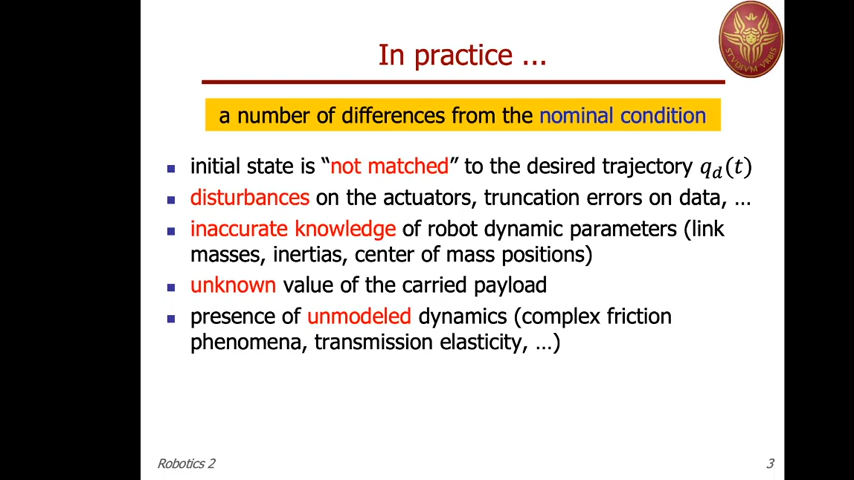 In practice ...
STVDIVM VRBIS
a number of differences from the nominal condition
▪ initial state is “not matched” to the desired trajectory q_d(t)
▪ disturbances on the actuators, truncation errors on data, …
▪ inaccurate knowledge of robot dynamic parameters (link
masses, inertias, center of mass positions)
▪ unknown value of the carried payload
▪ presence of unmodeled dynamics (complex friction
phenomena, transmission elasticity, …)
Robotics 2
3